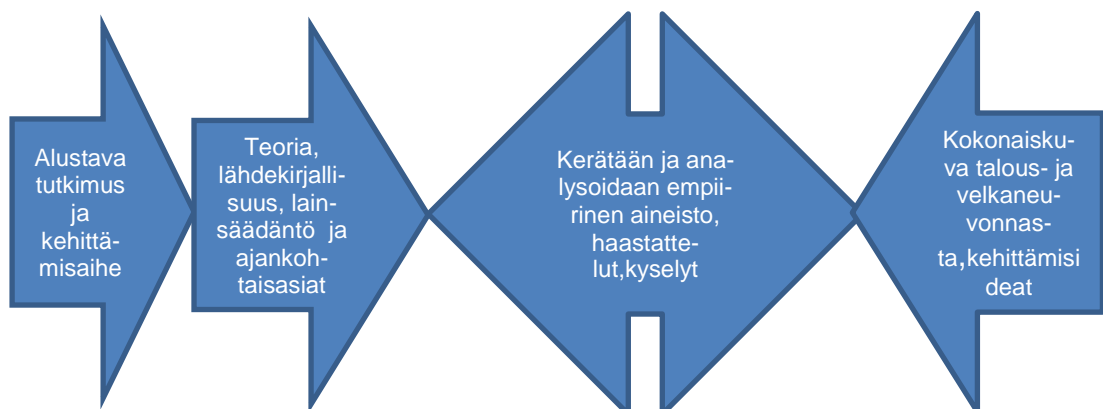 Alustava
tutkimus
ja
kehittä-
misaihe
Teoria,
lähdekirjalli-
suus, lain-
säädäntö ja
ajankoh-
taisasiat
Kerätään ja ana-
lysoidaan empii-
rinen aineisto,
haastatte-
lut,kyselyt
Kokonaisku-
va talous- ja
velkaneu-
vonnas-
ta,kehittämisi
deat